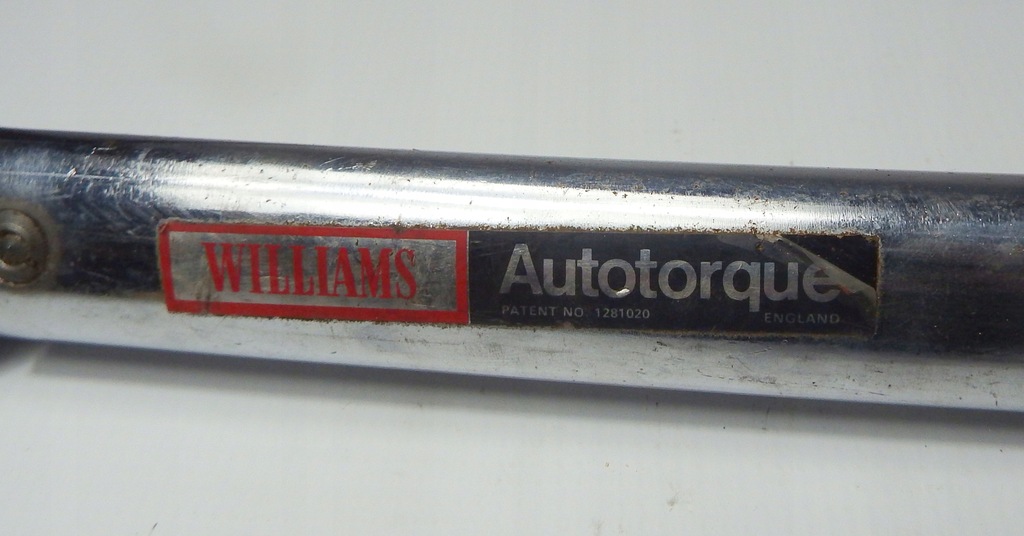 WILLIAMS
Autotorque
PATENT NO. 1281020 ENGLAND